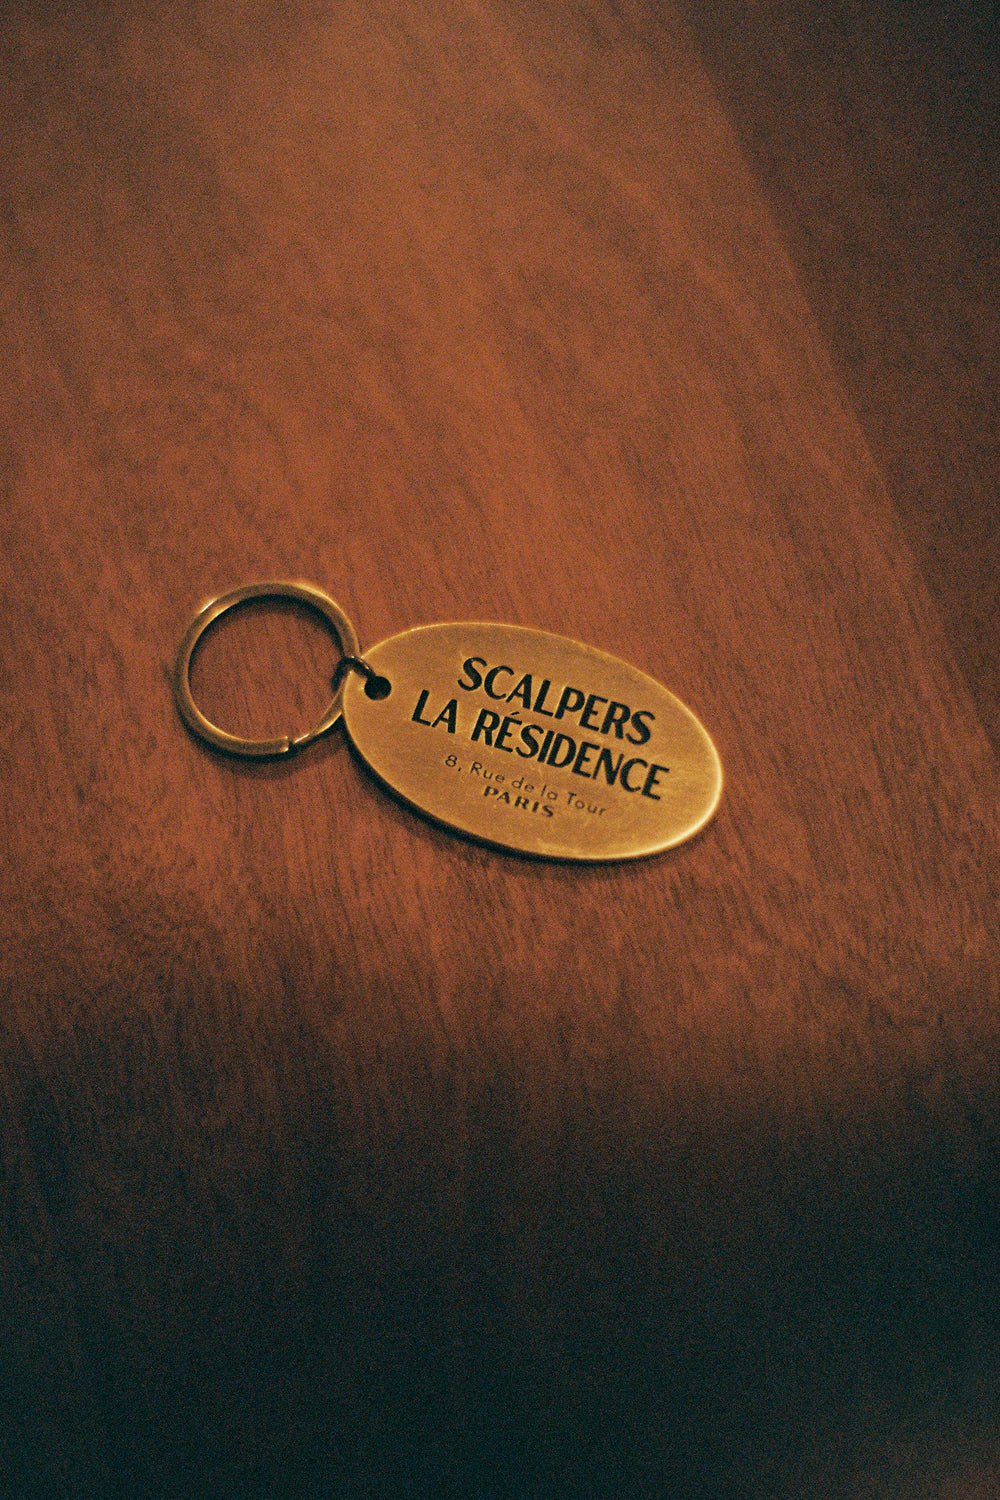 SCALPERS
LA RÉSIDENCE
8, Rue de la Tour
PARIS